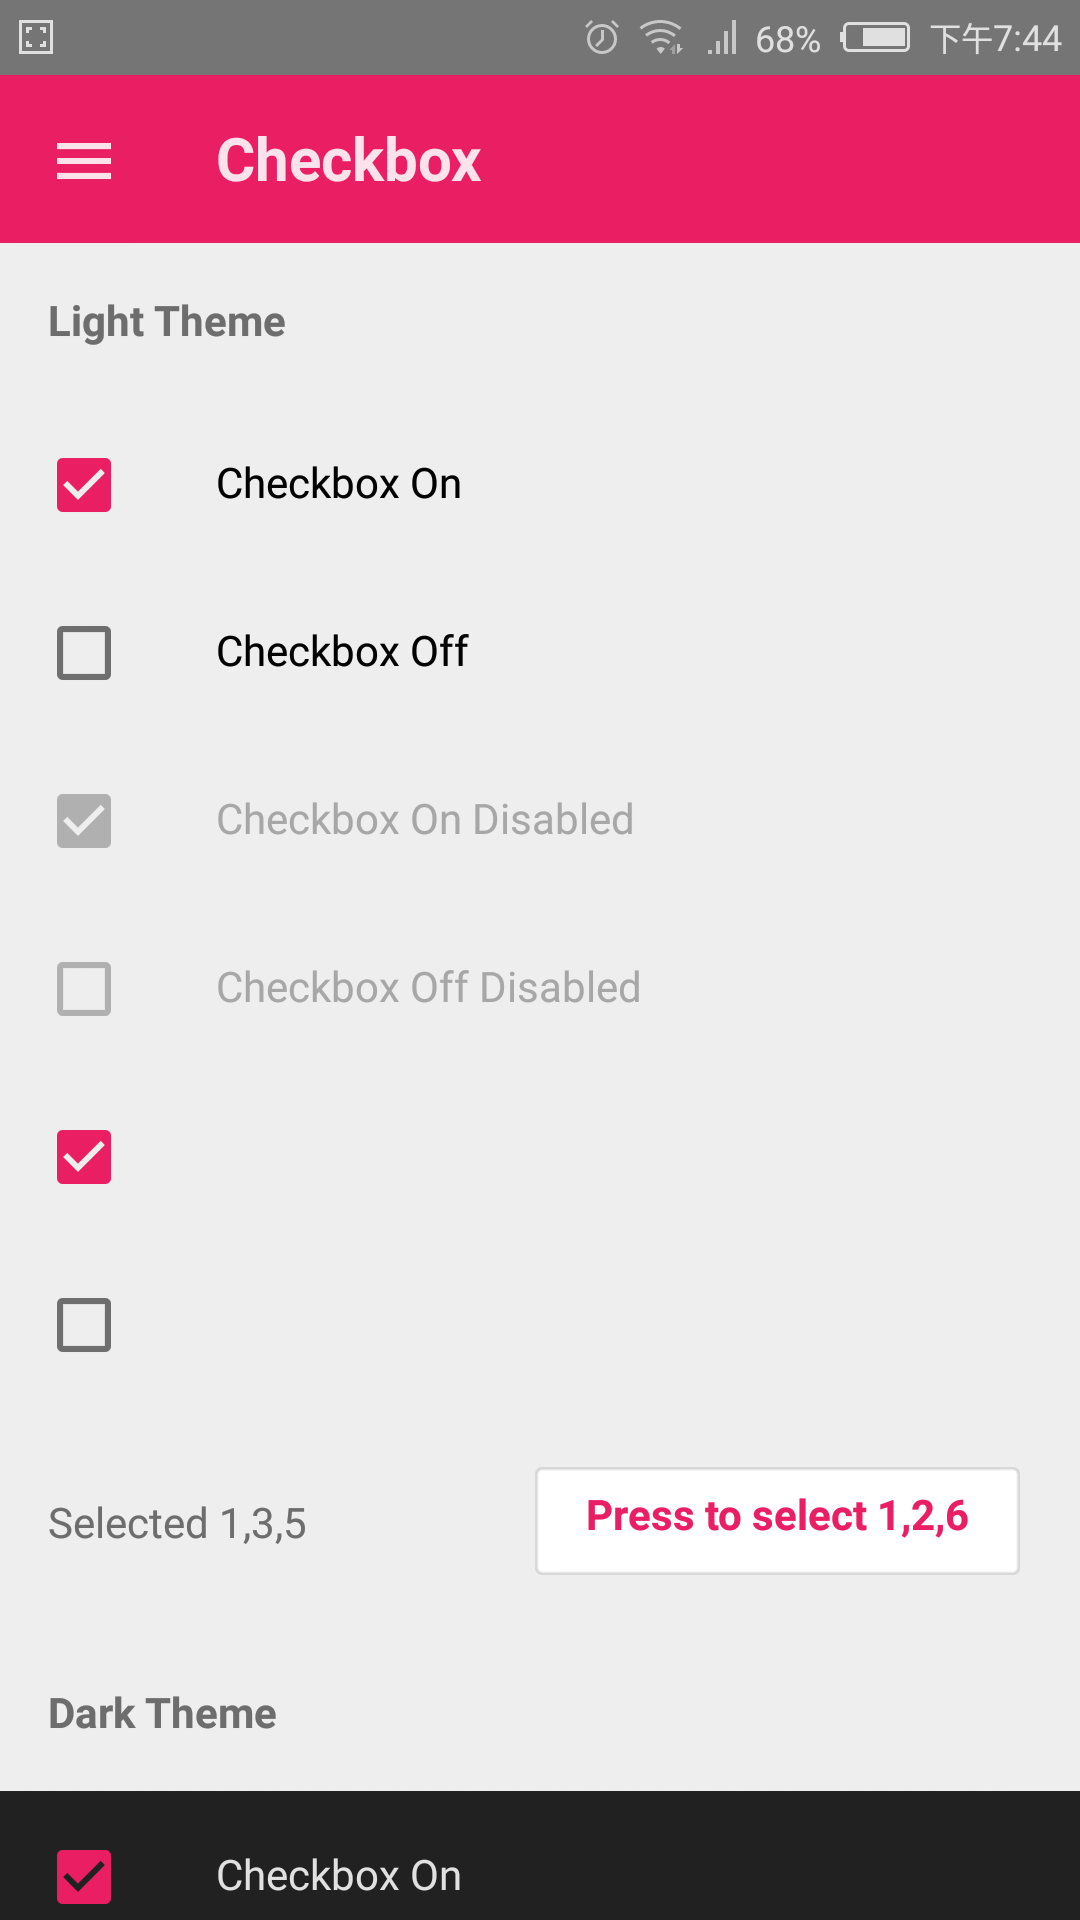 68% 下午7:44
Checkbox
Light Theme
Checkbox On
Checkbox Off
Checkbox On Disabled
Checkbox Off Disabled
Selected 1,3,5
Press to select 1,2,6
Dark Theme
Checkbox On